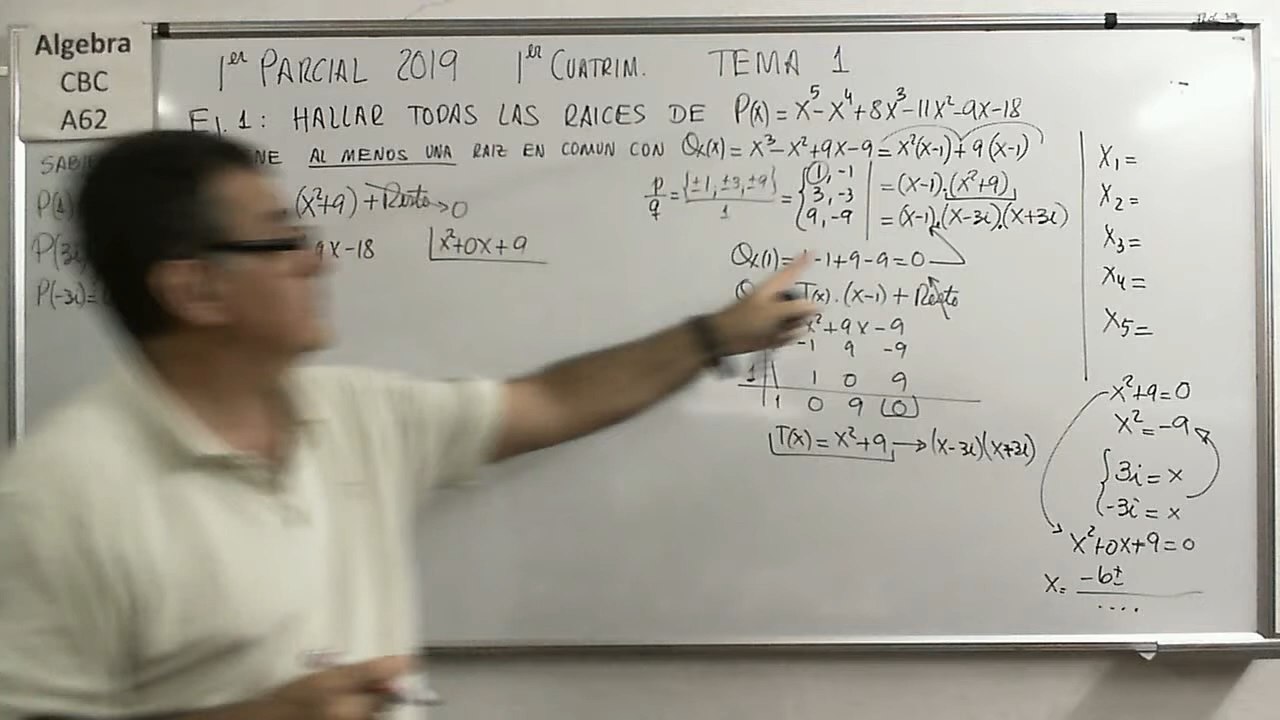 Algebra
CBC
A62
1er PARCIAL 2019 1er CUATRIM. TEMA 1
EJ. 1: HALLAR TODAS LAS RAICES DE P(x) = x⁵-x⁴+8x³-11x²-9x-18
SABI
NE AL MENOS UNA RAIZ EN COMUN CON Q(x) = x³-x²+9x-9 = x²(x-1)+9(x-1)
P(1)
(x²+9) + Resto → 0
P(3i)
9x-18 x²+0x+9
P(-3i)=
p/q = {±1, ±3, ±9}/1 = { 1, -1
3, -3
9, -9
= (x-1).(x²+9)
= (x-1).(x-3i).(x+3i)
Q(1) = 1-1+9-9=0
T(x).(x-1) + Resto
x²+9x-9
-1 9 -9
1 1 0 9
1 0 9 0
T(x) = x²+9 → (x-3i)(x+3i)
x₁=
x₂=
x₃=
x₄=
x₅=
x²+9=0
x²=-9
3i = x
-3i = x
x²+0x+9=0
x= -b±
....